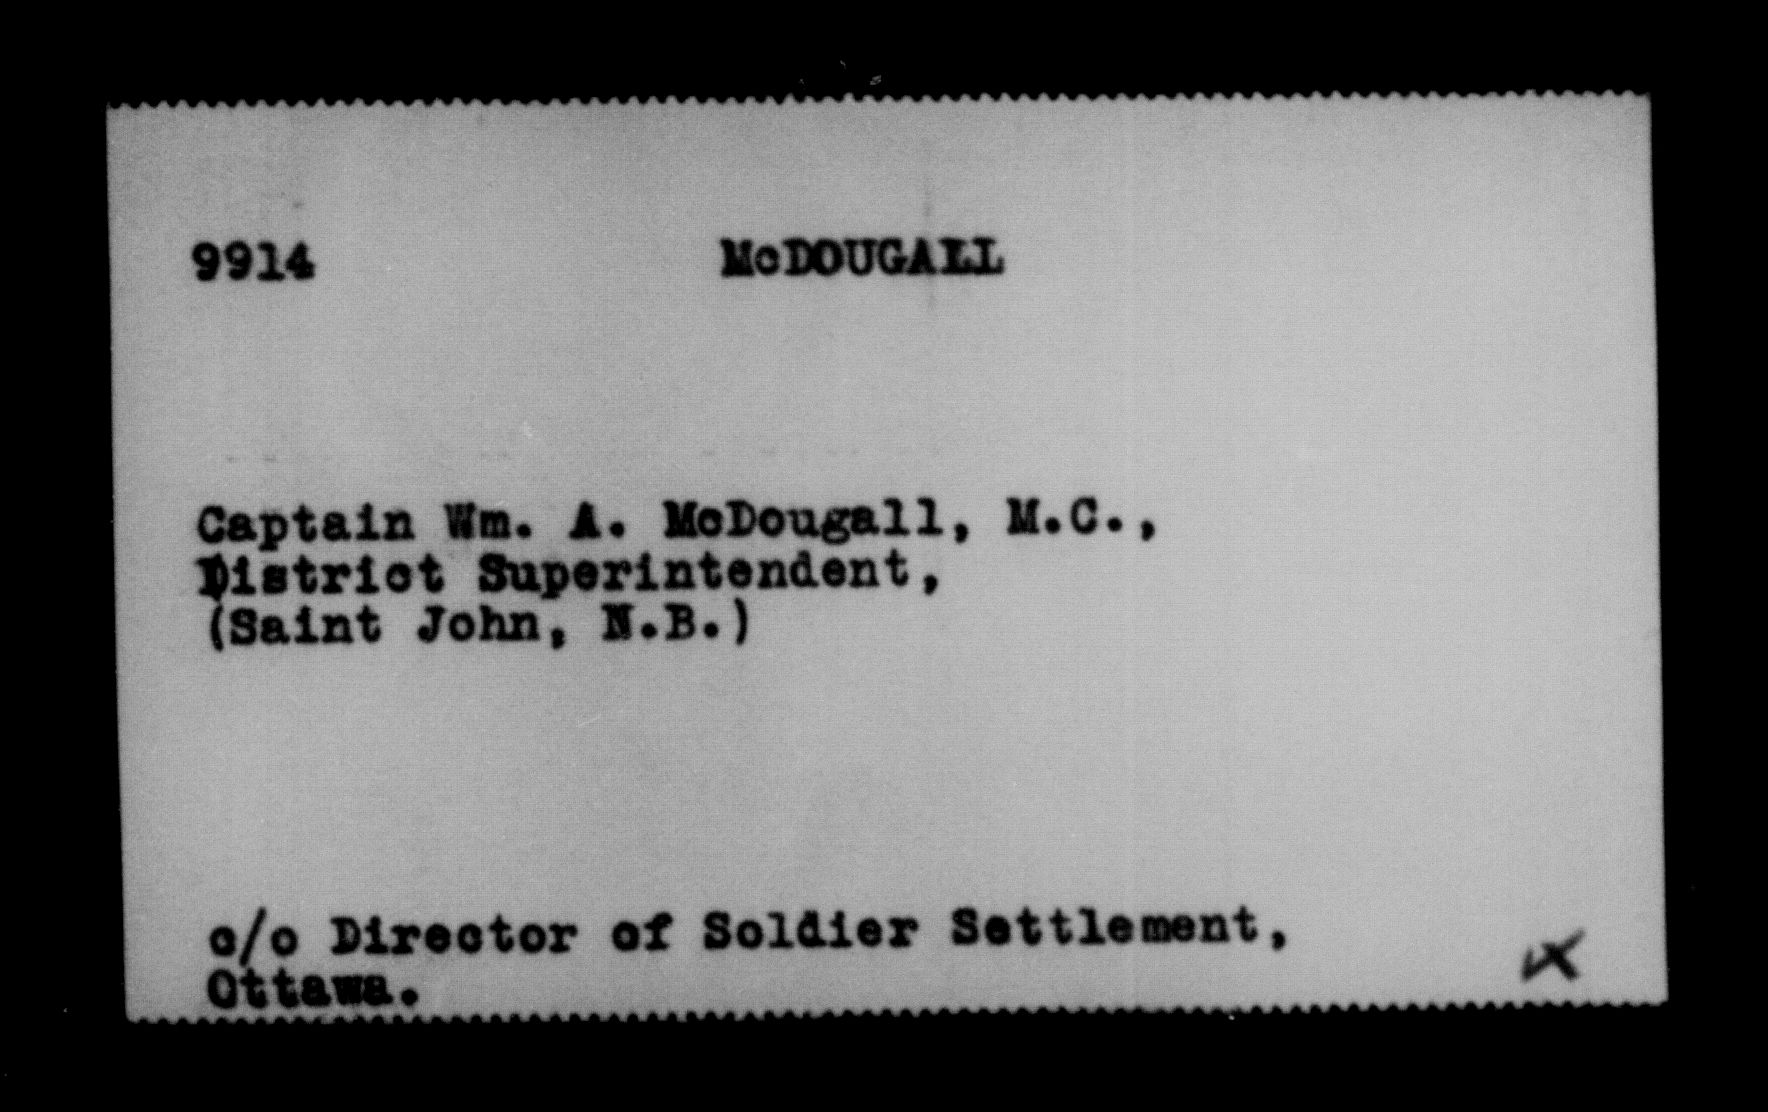 9914 McDOUGALL
Captain Wm. A. McDougall, M.C.,
District Superintendent,
(Saint John, N.B.)
c/o Director of Soldier Settlement,
Ottawa.